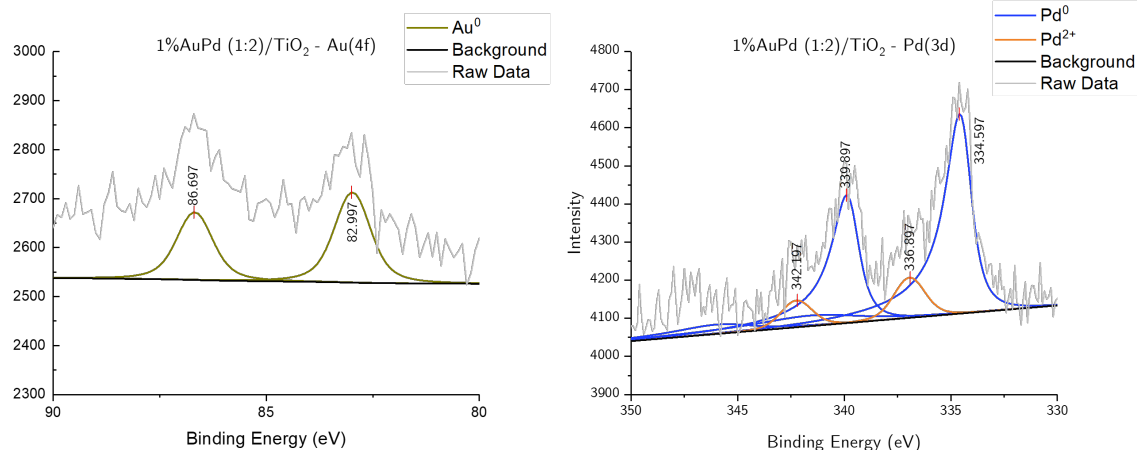 1%AuPd (1:2)/TiO₂ - Au(4f)
Au⁰
Background
Raw Data
3000
2900
2800
2700
2600
2500
2400
2300
86.697
82.997
90
85
80
Binding Energy (eV)
1%AuPd (1:2)/TiO₂ - Pd(3d)
Pd⁰
Pd²⁺
Background
Raw Data
Intensity
4800
4700
4600
4500
4400
4300
4200
4100
4000
3900
342.197
339.897
336.897
334.597
350
345
340
335
330
Binding Energy (eV)